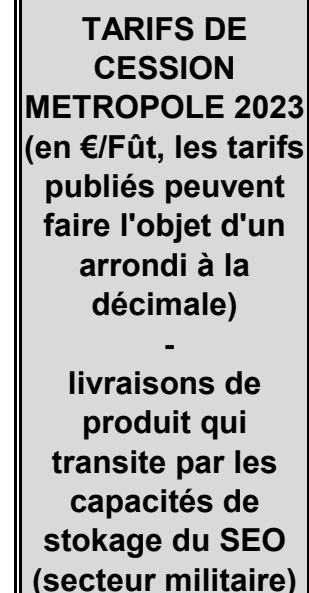 TARIFS DE
CESSION
METROPOLE 2023
(en €/Fût, les tarifs
publiés peuvent
faire l'objet d'un
arrondi à la
décimale)
-
livraisons de
produit qui
transite par les
capacités de
stokage du SEO
(secteur militaire)